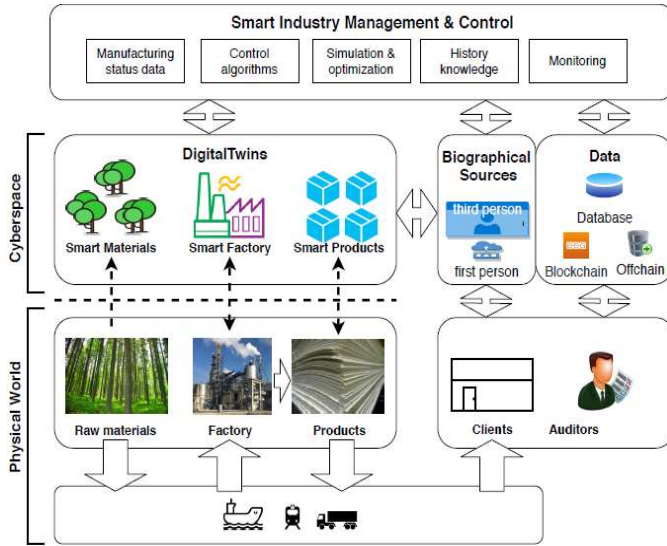 Smart Industry Management & Control
Manufacturing
status data
Control
algorithms
Simulation &
optimization
History
knowledge
Monitoring
Cyberspace
DigitalTwins
Smart Materials
Smart Factory
Smart Products
Biographical
Sources
third person
first person
Data
Database
Blockchain
Offchain
Physical World
Raw materials
Factory
Products
Clients
Auditors